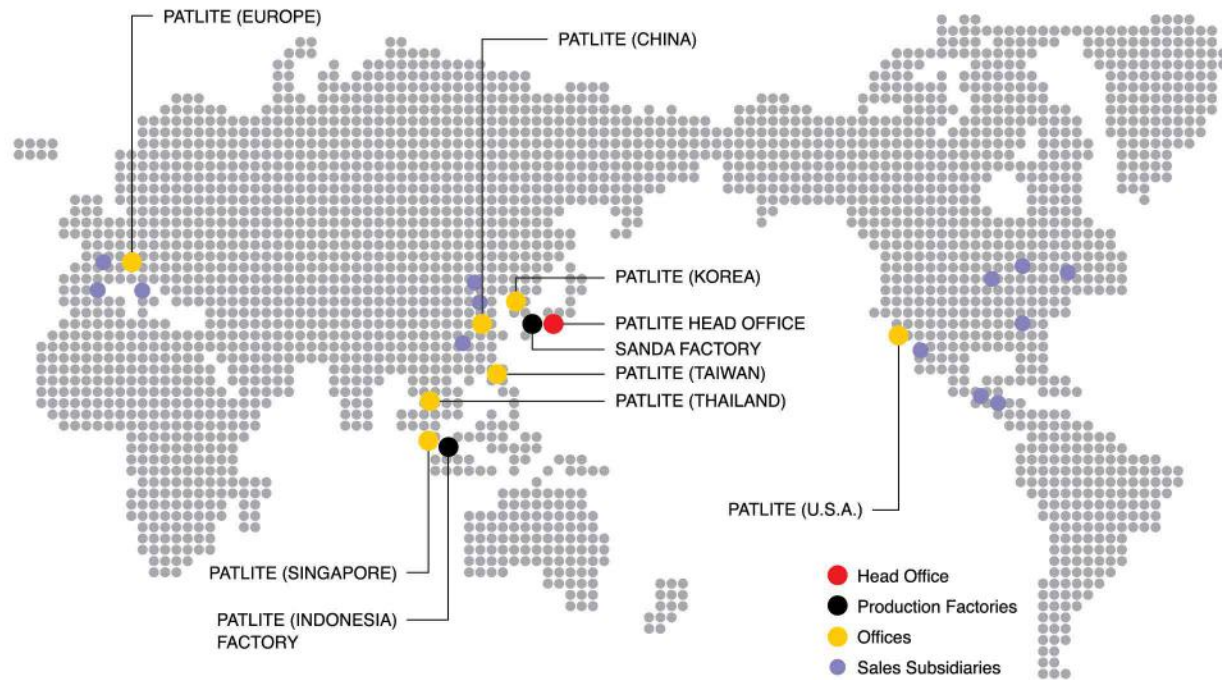 PATLITE (EUROPE)
PATLITE (CHINA)
PATLITE (KOREA)
PATLITE HEAD OFFICE
SANDA FACTORY
PATLITE (TAIWAN)
PATLITE (THAILAND)
PATLITE (U.S.A.)
PATLITE (SINGAPORE)
PATLITE (INDONESIA)
FACTORY
Head Office
Production Factories
Offices
Sales Subsidiaries